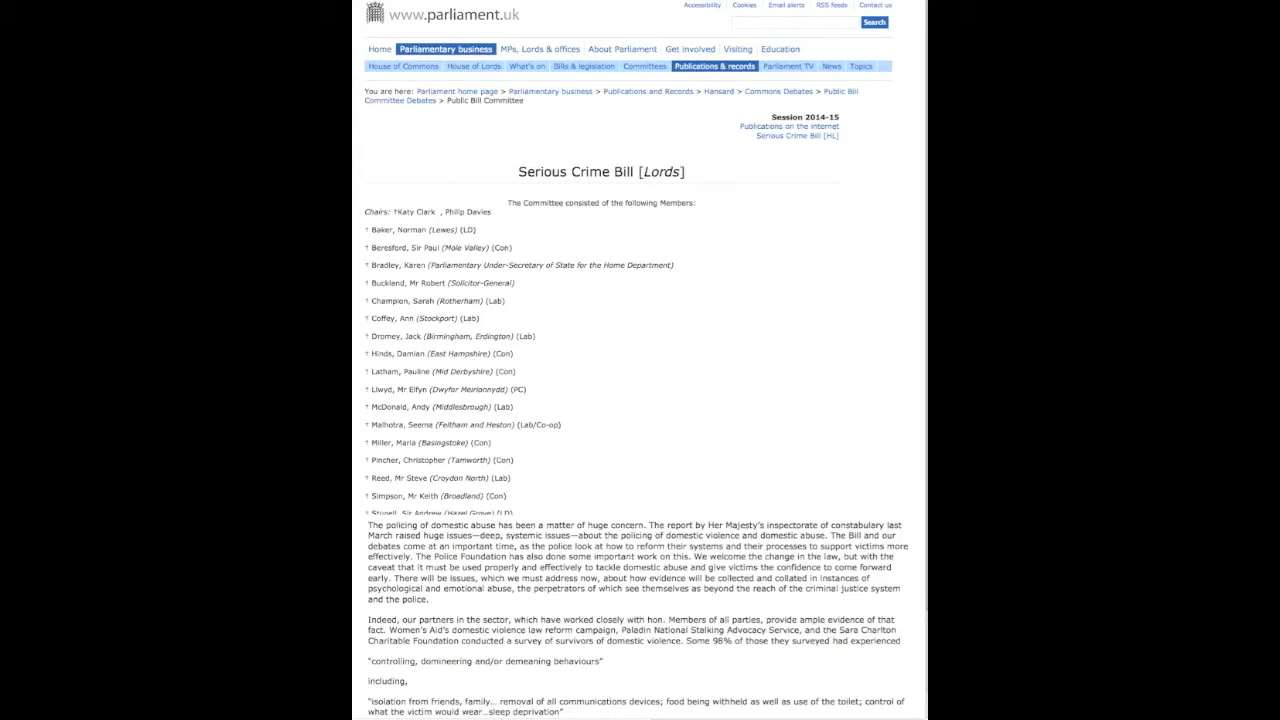 www.parliament.uk
Accessibility Cookies Email alerts RSS feeds Contact us
Search
Home Parliamentary business MPs, Lords & offices About Parliament Get involved Visiting Education
House of Commons House of Lords What's on Bills & legislation Committees Publications & records Parliament TV News Topics
You are here: Parliament home page > Parliamentary business > Publications and Records > Hansard > Commons Debates > Public Bill
Committee Debates > Public Bill Committee
Session 2014-15
Publications on the internet
Serious Crime Bill [HL]
Serious Crime Bill [Lords]
The Committee consisted of the following Members:
Chairs: †Katy Clark , Philip Davies
† Baker, Norman (Lewes) (LD)
† Beresford, Sir Paul (Mole Valley) (Con)
† Bradley, Karen (Parliamentary Under-Secretary of State for the Home Department)
† Buckland, Mr Robert (Solicitor-General)
† Champion, Sarah (Rotherham) (Lab)
† Coffey, Ann (Stockport) (Lab)
† Dromey, Jack (Birmingham, Erdington) (Lab)
† Hinds, Damian (East Hampshire) (Con)
† Latham, Pauline (Mid Derbyshire) (Con)
† Llwyd, Mr Elfyn (Dwyfor Meirionnydd) (PC)
† McDonald, Andy (Middlesbrough) (Lab)
† Malhotra, Seema (Feltham and Heston) (Lab/Co-op)
† Miller, Maria (Basingstoke) (Con)
† Pincher, Christopher (Tamworth) (Con)
† Reed, Mr Steve (Croydon North) (Lab)
† Simpson, Mr Keith (Broadland) (Con)
† Stunell, Sir Andrew (Hazel Grove) (LD)
The policing of domestic abuse has been a matter of huge concern. The report by Her Majesty's inspectorate of constabulary last
March raised huge issues—deep, systemic issues—about the policing of domestic violence and domestic abuse. The Bill and our
debates come at an important time, as the police look at how to reform their systems and their processes to support victims more
effectively. The Police Foundation has also done some important work on this. We welcome the change in the law, but with the
caveat that it must be used properly and effectively to tackle domestic abuse and give victims the confidence to come forward
early. There will be issues, which we must address now, about how evidence will be collected and collated in instances of
psychological and emotional abuse, the perpetrators of which see themselves as beyond the reach of the criminal justice system
and the police.
Indeed, our partners in the sector, which have worked closely with hon. Members of all parties, provide ample evidence of that
fact. Women's Aid's domestic violence law reform campaign, Paladin National Stalking Advocacy Service, and the Sara Charlton
Charitable Foundation conducted a survey of survivors of domestic violence. Some 98% of those they surveyed had experienced
"controlling, domineering and/or demeaning behaviours"
including,
"isolation from friends, family... removal of all communications devices; food being withheld as well as use of the toilet; control of
what the victim would wear...sleep deprivation"